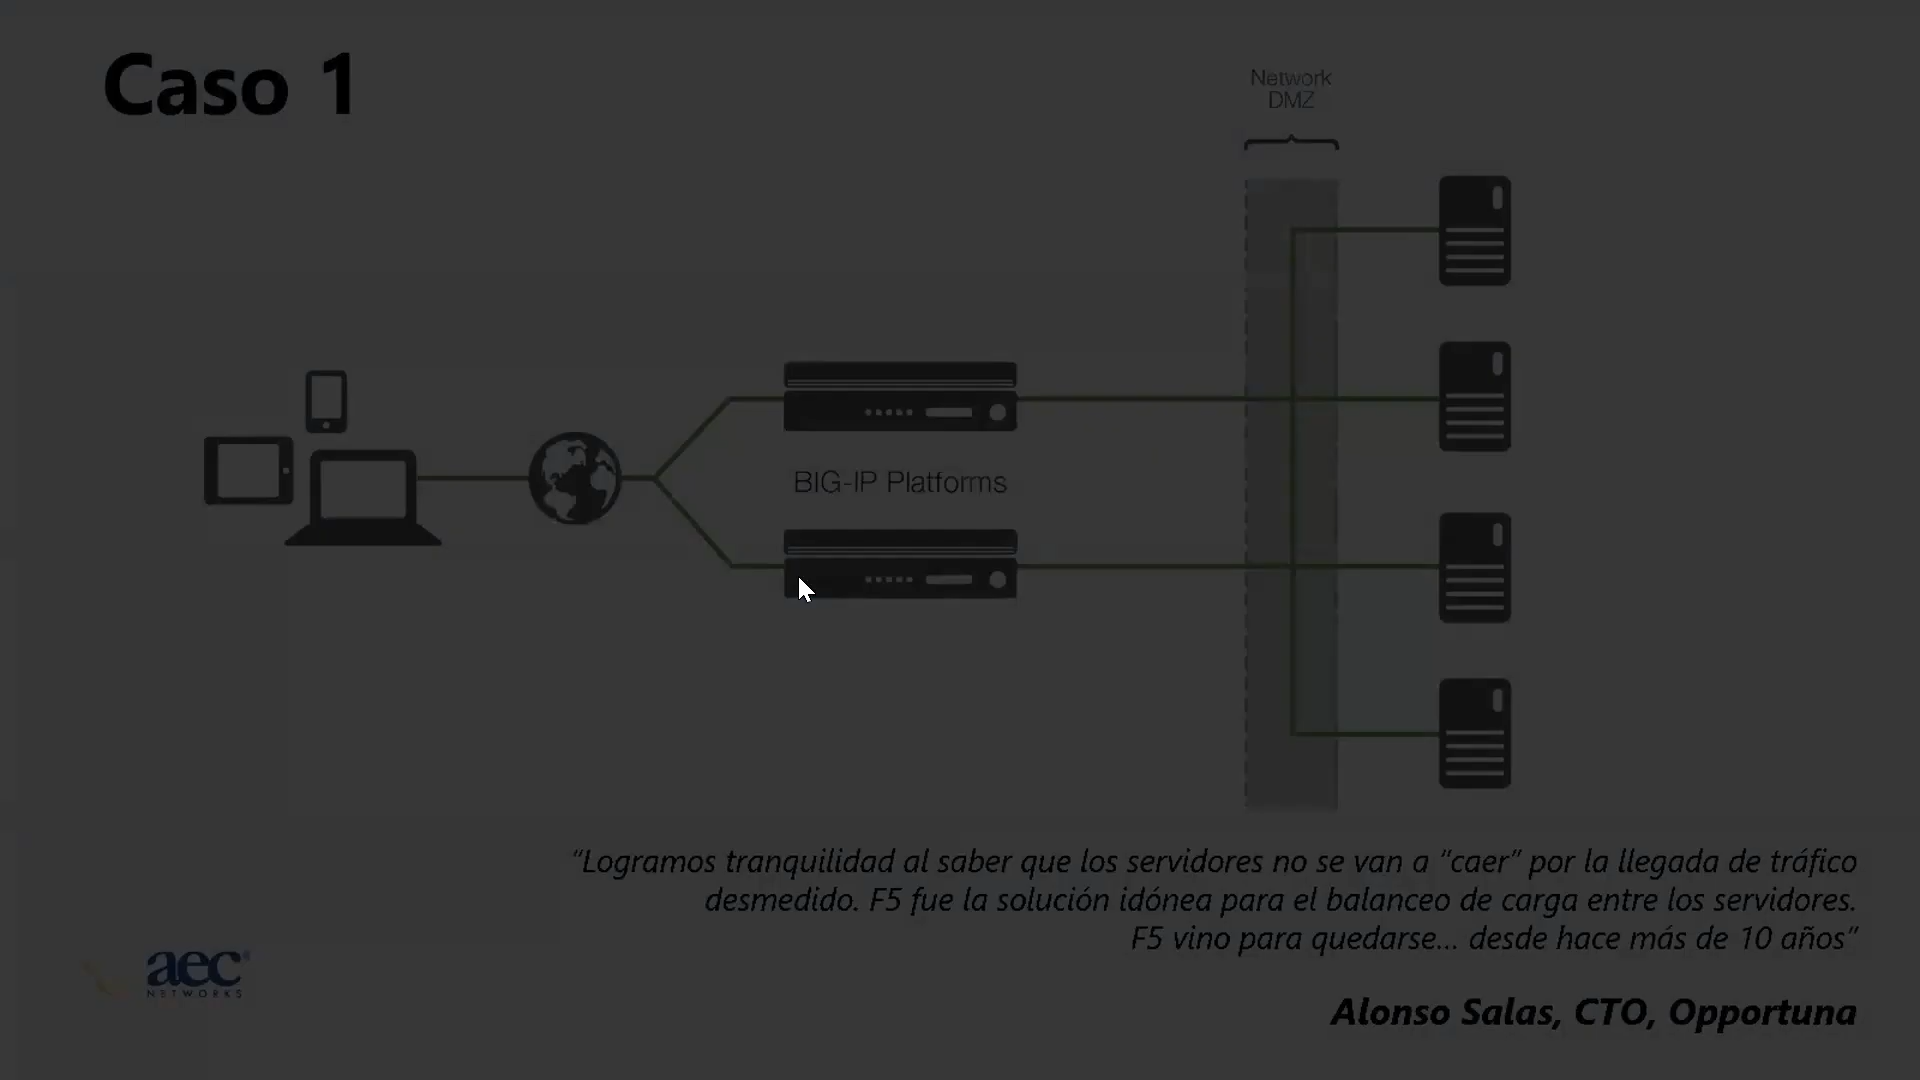 Caso 1
Network
DMZ
BIG-IP Platforms
“Logramos tranquilidad al saber que los servidores no se van a “caer” por la llegada de tráfico
desmedido. F5 fue la solución idónea para el balanceo de carga entre los servidores.
F5 vino para quedarse... desde hace más de 10 años”
aec®
NETWORKS
Alonso Salas, CTO, Opportuna